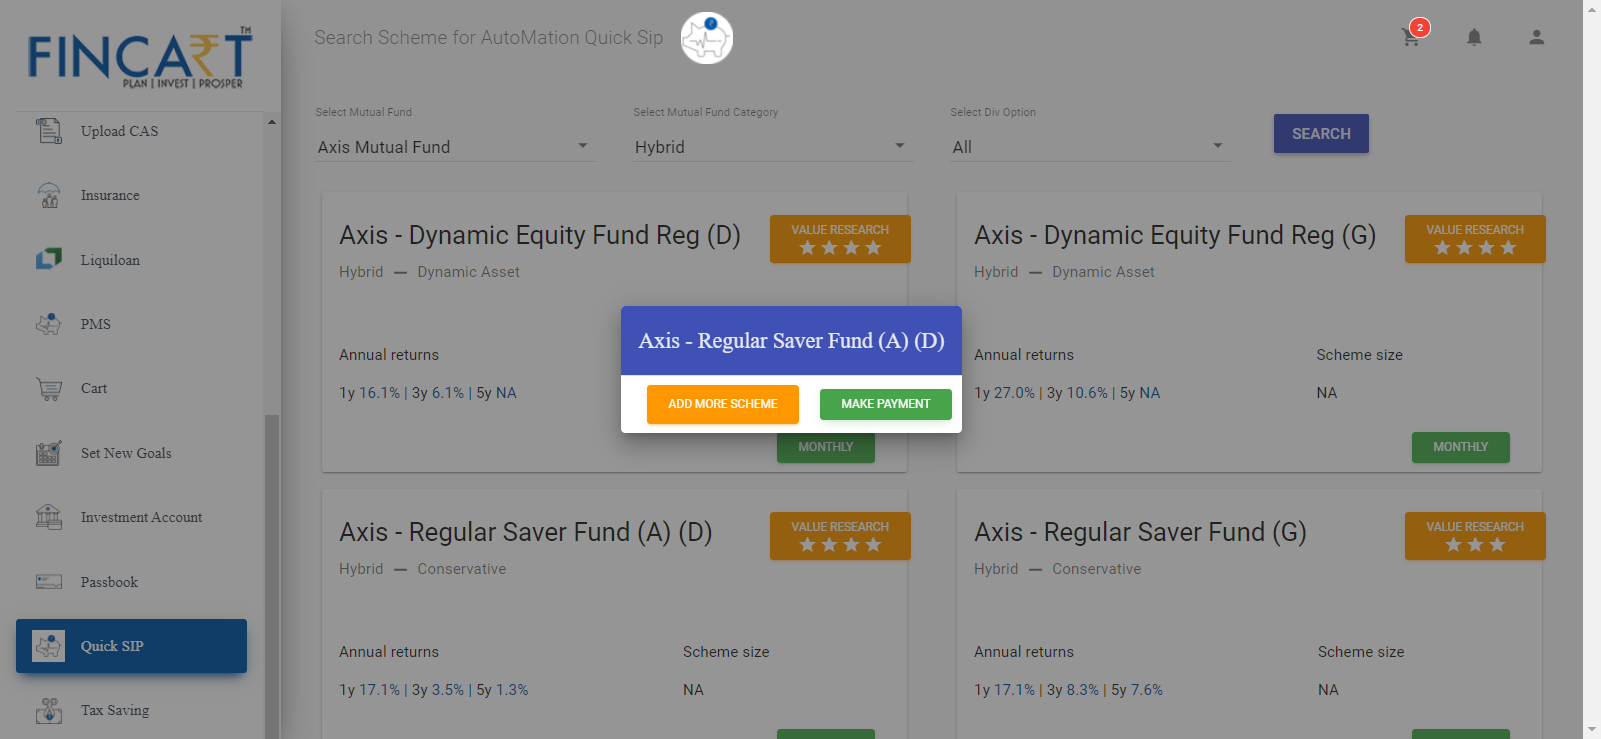 FINCART
TM
PLAN | INVEST | PROSPER
Upload CAS
Insurance
Liquiloan
PMS
Cart
Set New Goals
Investment Account
Passbook
Quick SIP
Tax Saving
Search Scheme for AutoMation Quick Sip
2
Select Mutual Fund
Axis Mutual Fund
Select Mutual Fund Category
Hybrid
Select Div Option
All
SEARCH
Axis - Dynamic Equity Fund Reg (D)
VALUE RESEARCH
Hybrid — Dynamic Asset
Annual returns
1y 16.1% | 3y 6.1% | 5y NA
MONTHLY
Axis - Dynamic Equity Fund Reg (G)
VALUE RESEARCH
Hybrid — Dynamic Asset
Annual returns
Scheme size
1y 27.0% | 3y 10.6% | 5y NA
NA
MONTHLY
Axis - Regular Saver Fund (A) (D)
ADD MORE SCHEME
MAKE PAYMENT
Axis - Regular Saver Fund (A) (D)
VALUE RESEARCH
Hybrid — Conservative
Annual returns
Scheme size
1y 17.1% | 3y 3.5% | 5y 1.3%
NA
Axis - Regular Saver Fund (G)
VALUE RESEARCH
Hybrid — Conservative
Annual returns
Scheme size
1y 17.1% | 3y 8.3% | 5y 7.6%
NA